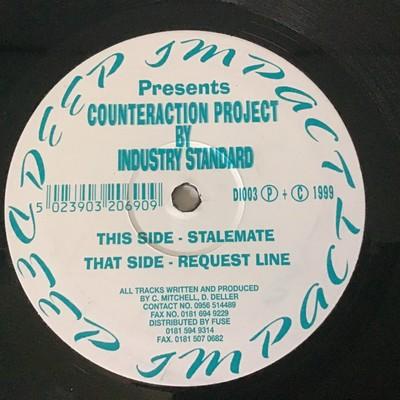 DEEP IMPACT
DEEP IMPACT
Presents
COUNTERACTION PROJECT
BY
INDUSTRY STANDARD
5 023903 206909
DI003 Ⓟ + Ⓒ 1999
THIS SIDE - STALEMATE
THAT SIDE - REQUEST LINE
ALL TRACKS WRITTEN AND PRODUCED
BY C. MITCHELL, D. DELLER
CONTACT NO. 0956 514489
FAX NO. 0181 694 9229
DISTRIBUTED BY FUSE
0181 594 9314
FAX. 0181 507 0682